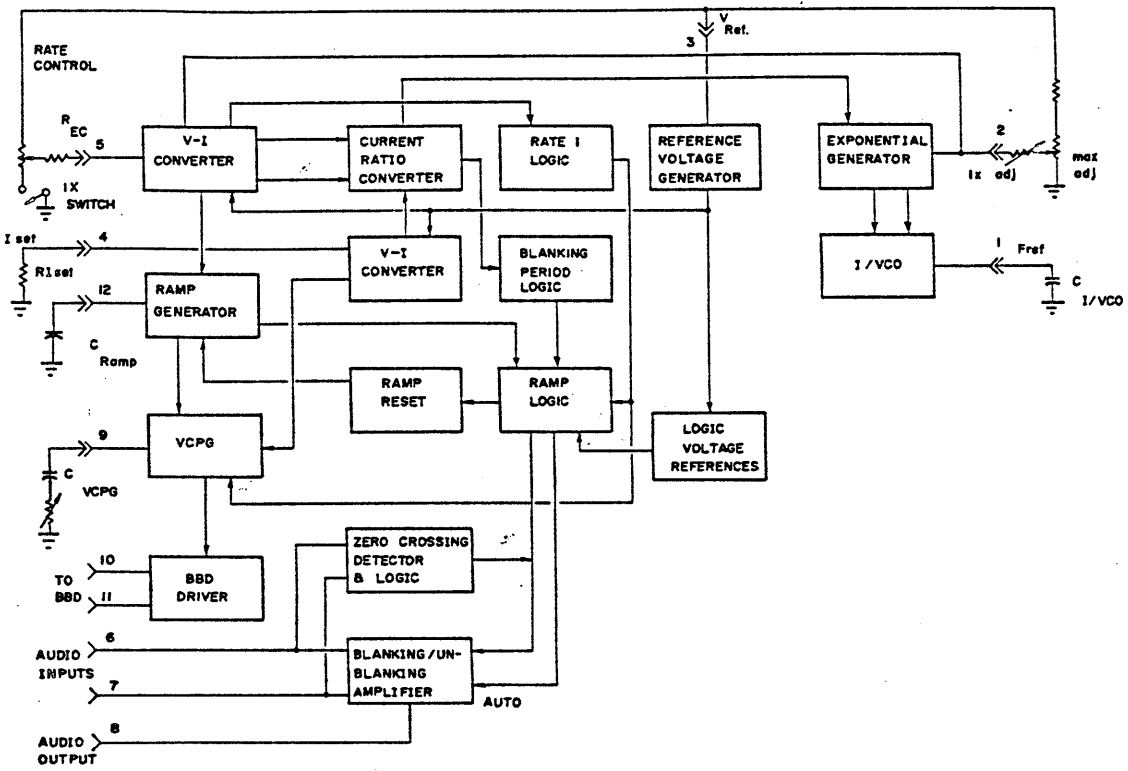 V
Ref.
3
RATE
CONTROL
R
EC
5
V-I
CONVERTER
CURRENT
RATIO
CONVERTER
RATE 1
LOGIC
REFERENCE
VOLTAGE
GENERATOR
EXPONENTIAL
GENERATOR
2
1x adj
max
adj
1X
SWITCH
I set
4
R1set
V-I
CONVERTER
BLANKING
PERIOD
LOGIC
I/VCO
1
Fref
C
I/VCO
12
RAMP
GENERATOR
C
Ramp
RAMP
RESET
RAMP
LOGIC
9
VCPG
C
VCPG
LOGIC
VOLTAGE
REFERENCES
ZERO CROSSING
DETECTOR
& LOGIC
10
TO
BBD
11
BBD
DRIVER
6
AUDIO
INPUTS
7
BLANKING/UN-
BLANKING
AMPLIFIER
AUTO
8
AUDIO
OUTPUT